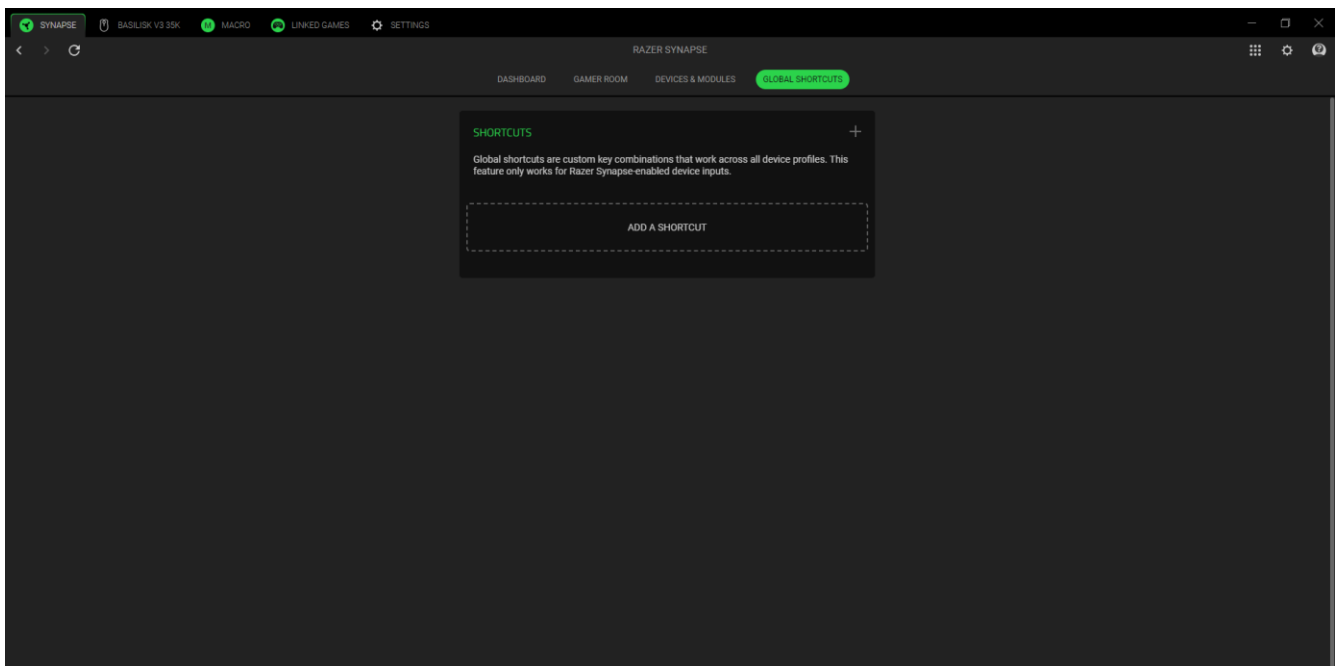 SYNAPSE BASILISK V3 35K MACRO LINKED GAMES SETTINGS
RAZER SYNAPSE
DASHBOARD GAMER ROOM DEVICES & MODULES GLOBAL SHORTCUTS
SHORTCUTS
Global shortcuts are custom key combinations that work across all device profiles. This
feature only works for Razer Synapse-enabled device inputs.
ADD A SHORTCUT